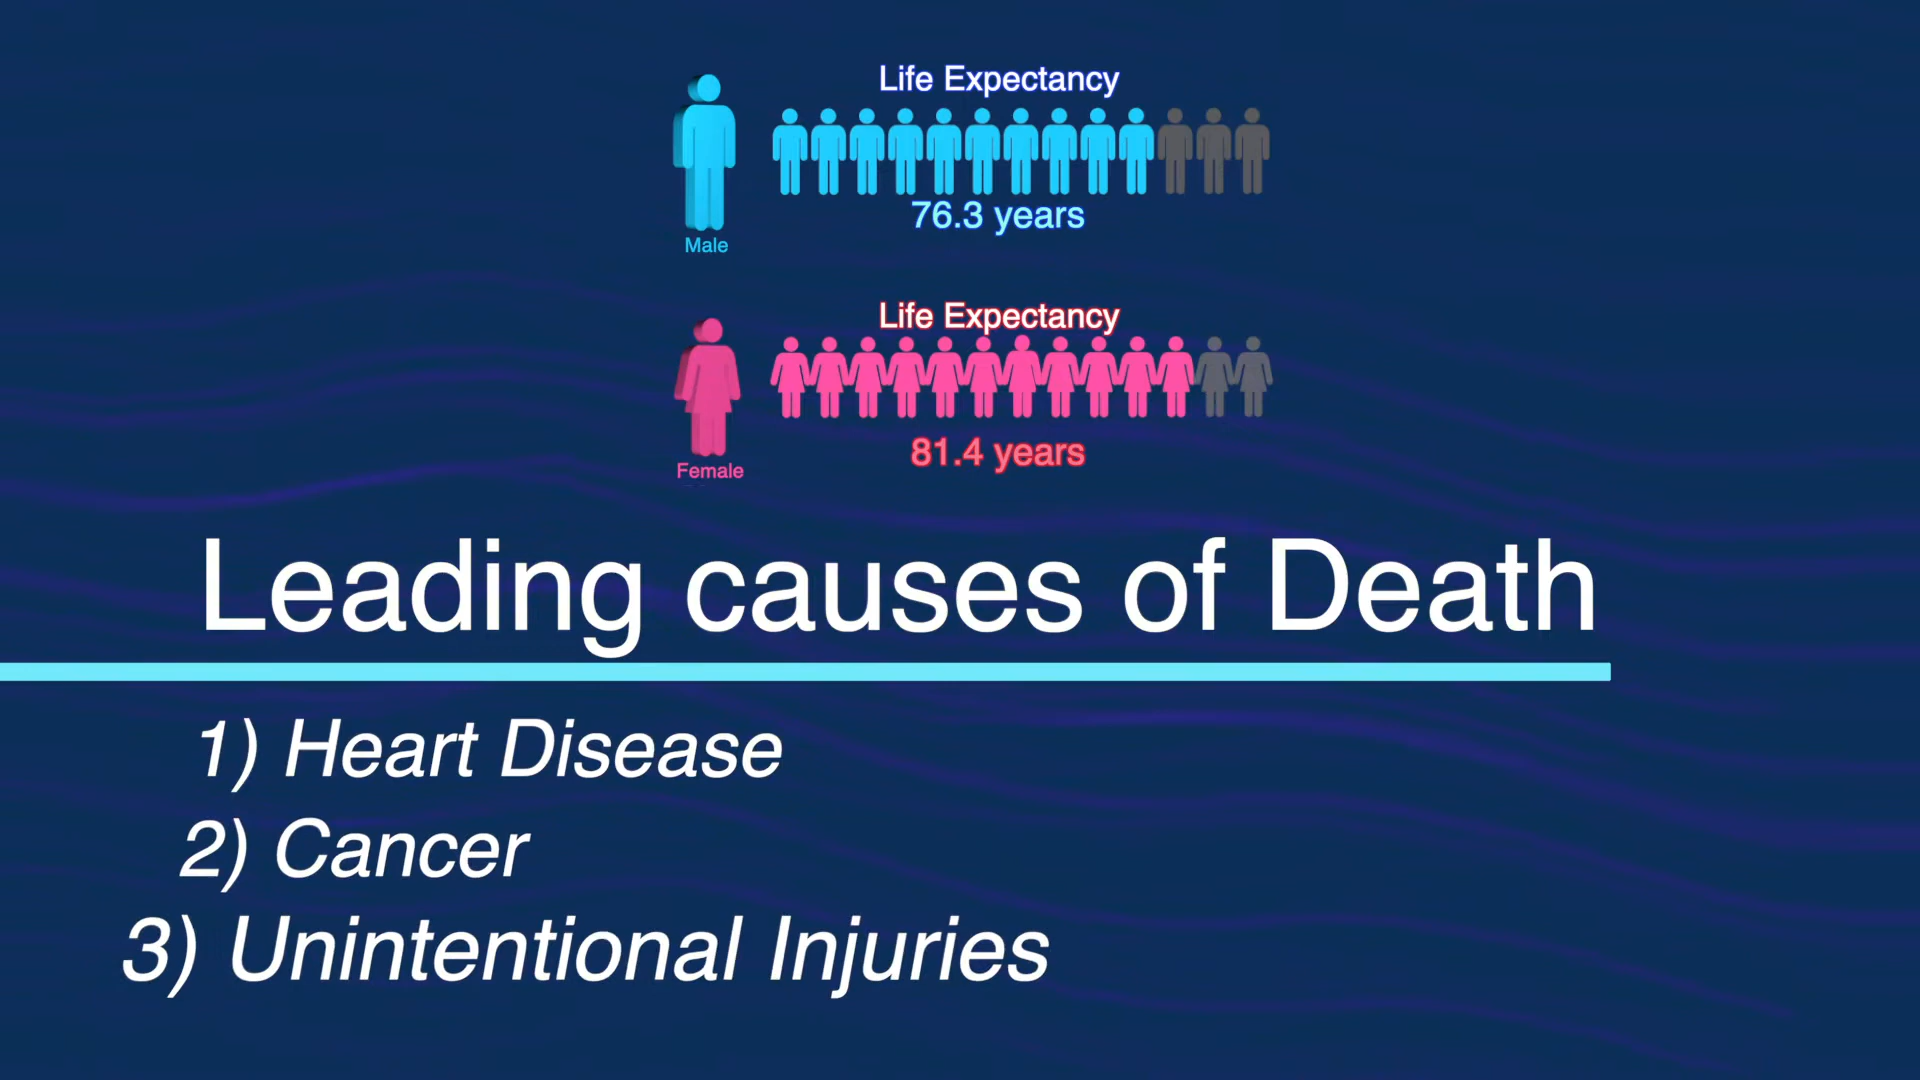 Life Expectancy
76.3 years
Male
Life Expectancy
81.4 years
Female
Leading causes of Death
1) Heart Disease
2) Cancer
3) Unintentional Injuries